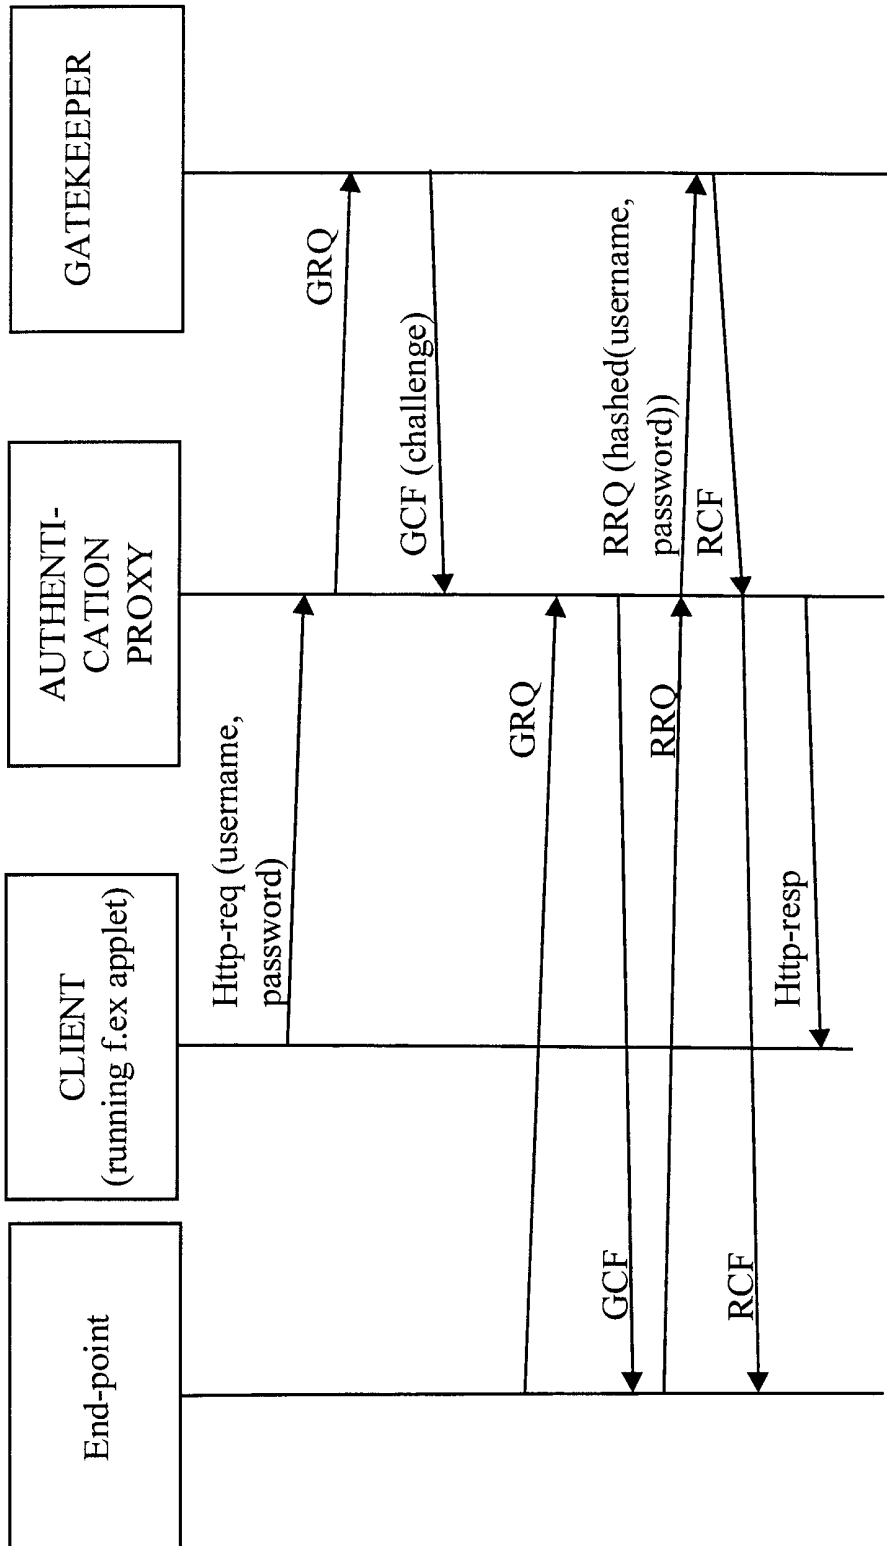 End-point
CLIENT
(running f.ex applet)
AUTHENTI-
CATION
PROXY
GATEKEEPER
Http-req (username,
password)
GRQ
GCF (challenge)
GRQ
GCF
RRQ
RRQ (hashed(username,
password))
RCF
RCF
Http-resp